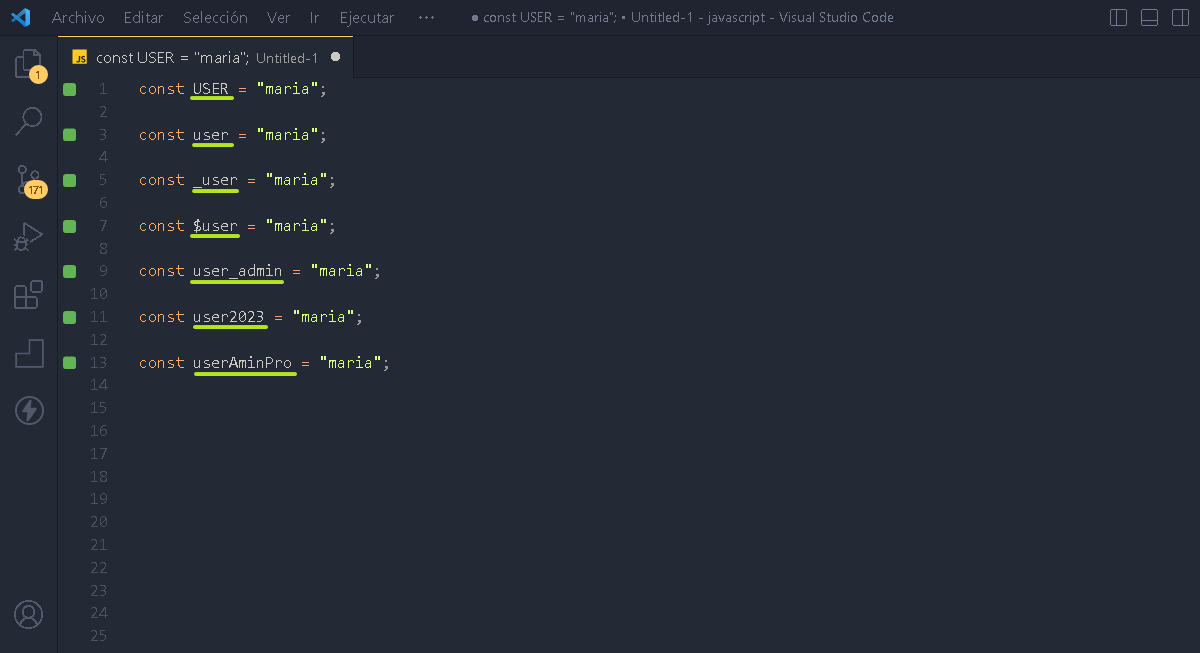 Archivo Editar Selección Ver Ir Ejecutar ··· ● const USER = "maria"; • Untitled-1 - javascript - Visual Studio Code
JS const USER = "maria"; Untitled-1 ●
1
171
1 const USER = "maria";
2
3 const user = "maria";
4
5 const _user = "maria";
6
7 const $user = "maria";
8
9 const user_admin = "maria";
10
11 const user2023 = "maria";
12
13 const userAminPro = "maria";
14
15
16
17
18
19
20
21
22
23
24
25